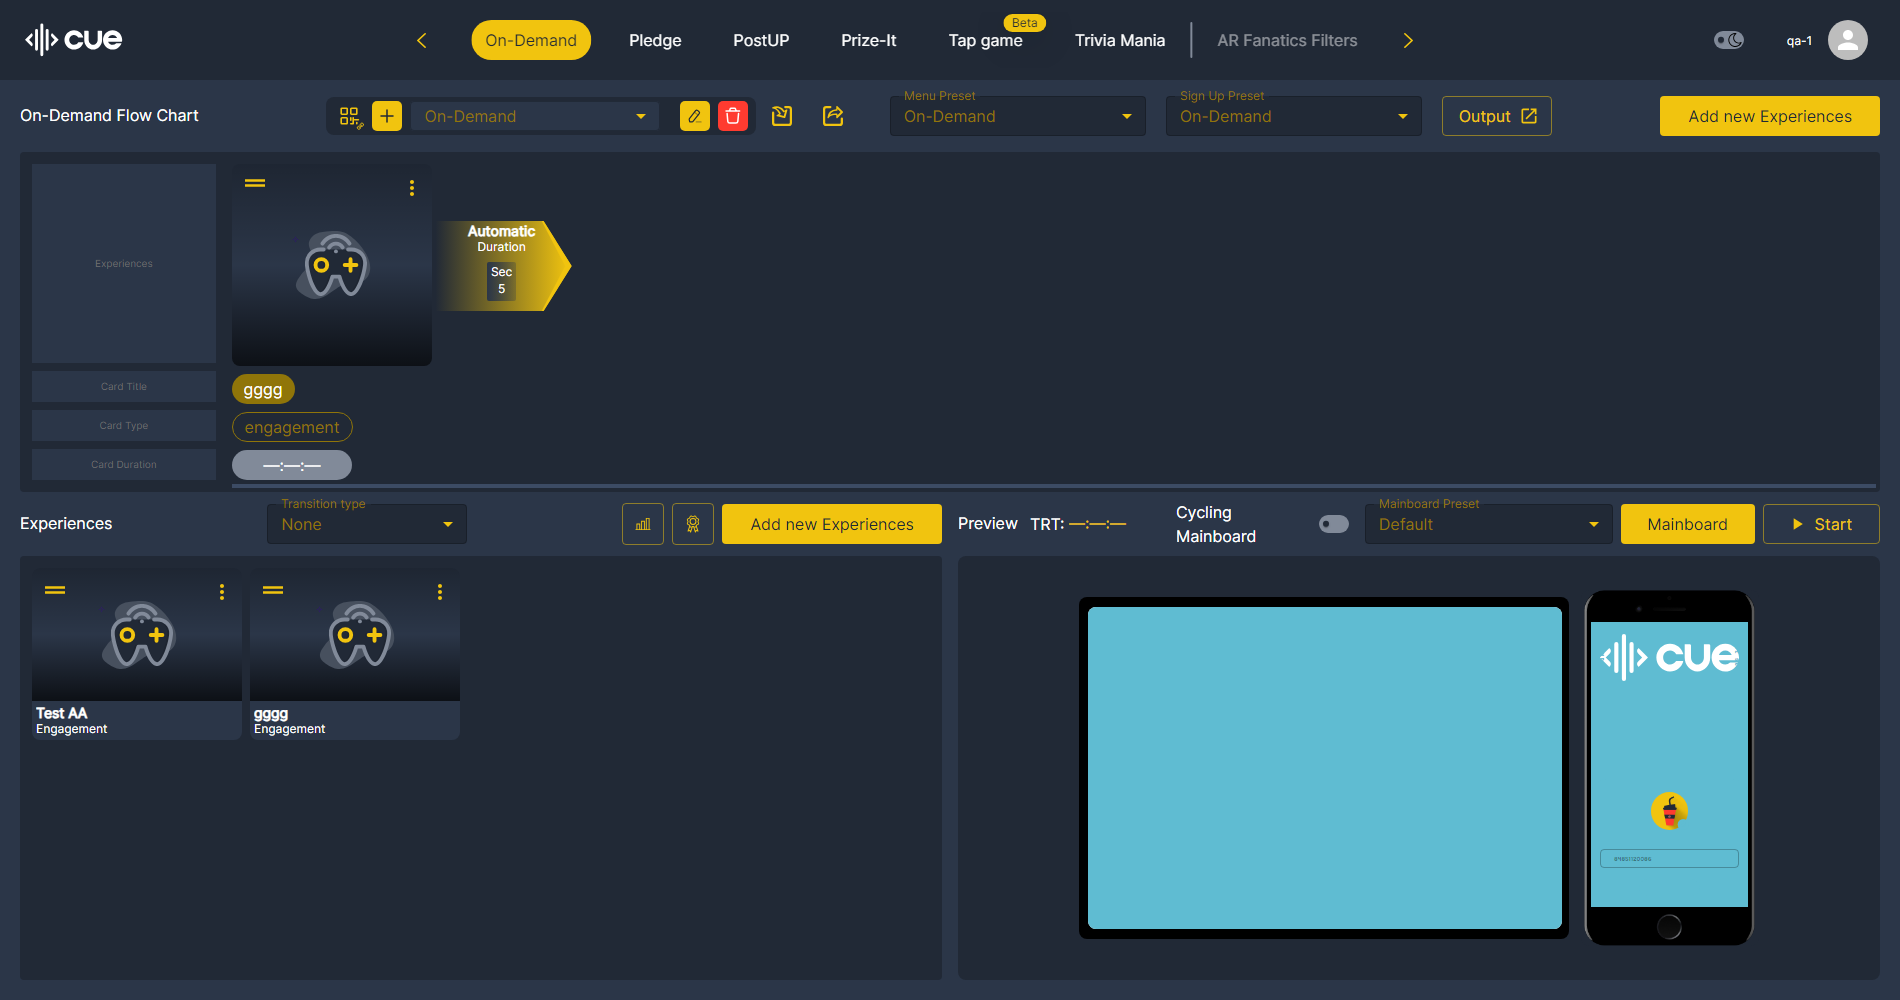 cue
On-Demand
Pledge
PostUP
Prize-It
Tap game
Beta
Trivia Mania
AR Fanatics Filters
qa-1
On-Demand Flow Chart
On-Demand
Menu Preset
On-Demand
Sign Up Preset
On-Demand
Output
Add new Experiences
Experiences
Automatic
Duration
Sec
5
Card Title
gggg
Card Type
engagement
Card Duration
—:—:—
Experiences
Transition type
None
Add new Experiences
Preview
TRT: —:—:—
Cycling
Mainboard
Mainboard Preset
Default
Mainboard
Start
Test AA
Engagement
gggg
Engagement
cue